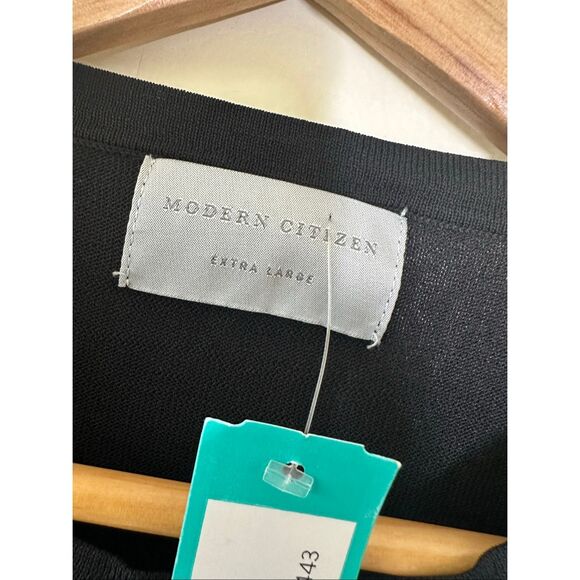 MODERN CITIZEN
EXTRA LARGE
443